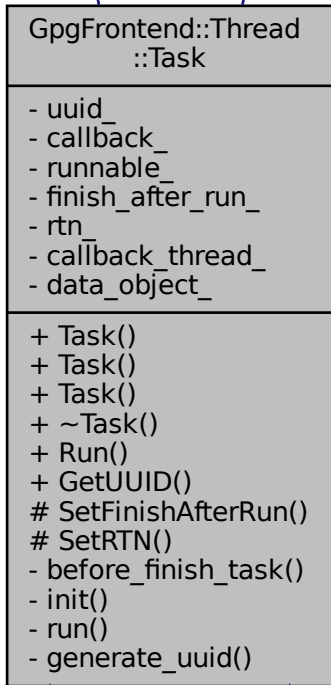 GpgFrontend::Thread
::Task
- uuid_
- callback_
- runnable_
- finish_after_run_
- rtn_
- callback_thread_
- data_object_
+ Task()
+ Task()
+ Task()
+ ~Task()
+ Run()
+ GetUUID()
# SetFinishAfterRun()
# SetRTN()
- before_finish_task()
- init()
- run()
- generate_uuid()